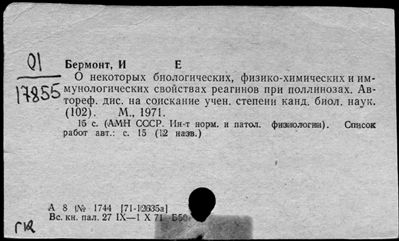 01
17855
Бермонт, И Е
О некоторых биологических, физико-химических и им-
мунологических свойствах реагинов при поллинозах. Ав-
тореф. дис. на соискание учен. степени канд. биол. наук.
(102). М., 1971.
15 с. (АМН СССР. Ин-т норм. и патол. физиологии). Список
работ авт.: с. 15 (12 назв.)
А 8 № 1744 [71-12635а]
Вс. кн. пал. 27 IX—1 X 71 Б50